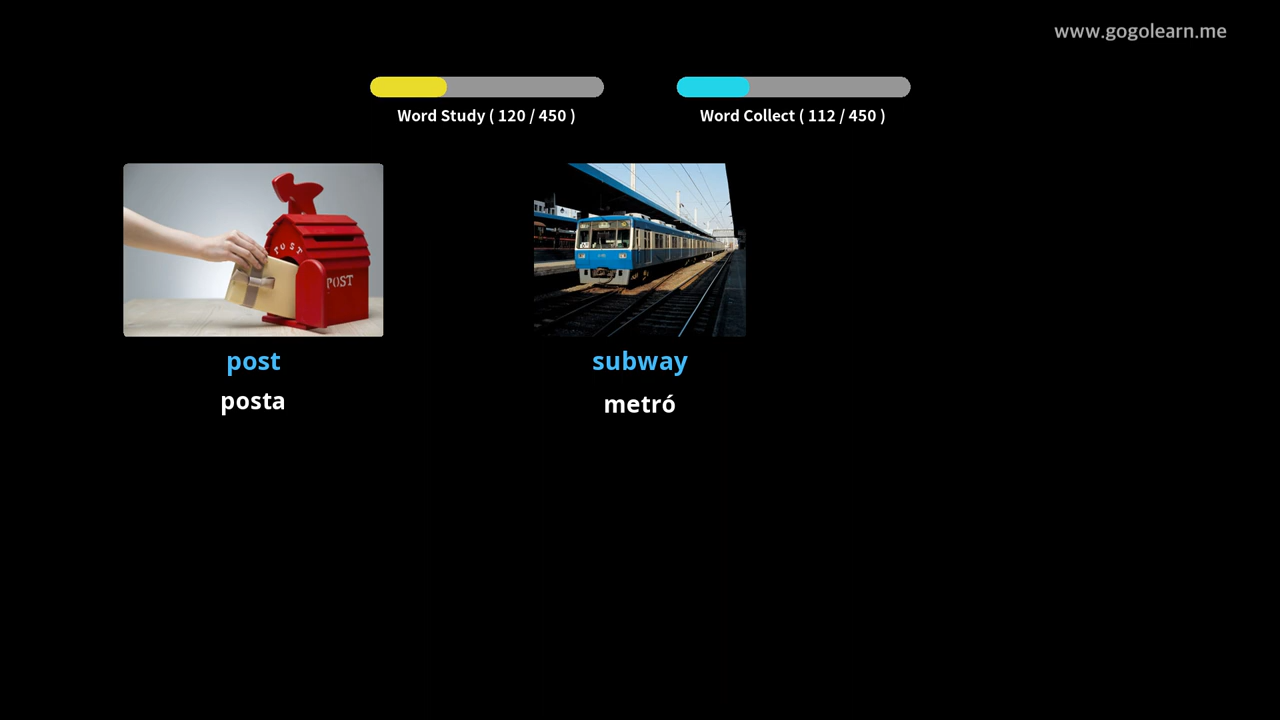 www.gogolearn.me
Word Study ( 120 / 450 )
Word Collect ( 112 / 450 )
POST
POST
post
subway
posta
metró